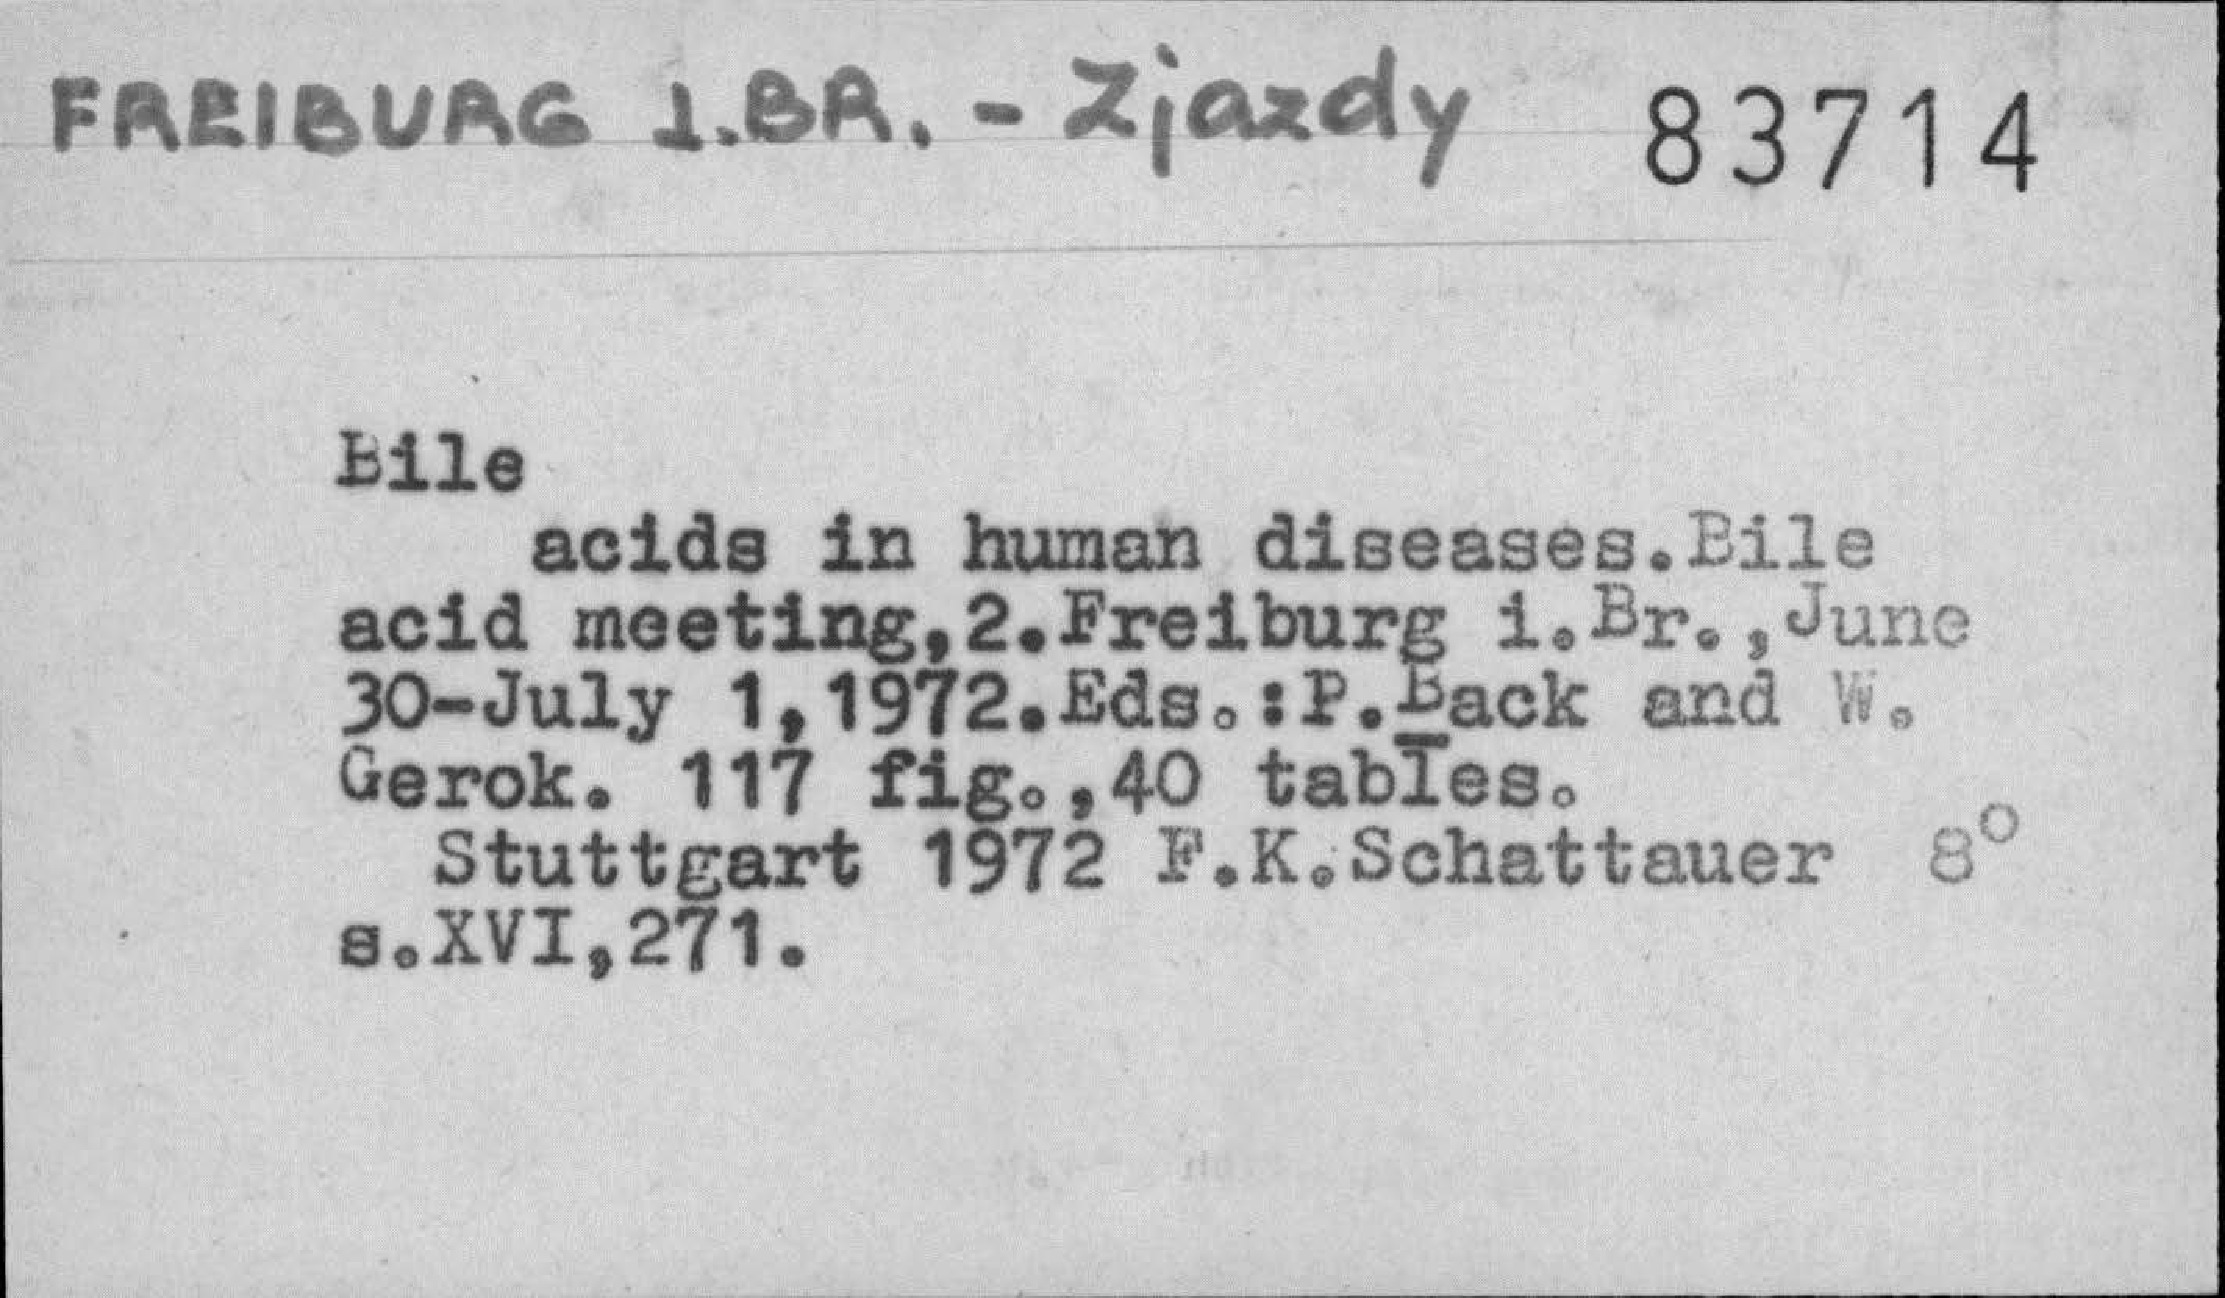 FREIBURG I.BR. - Zjazdy 83714
Bile
acids in human diseases.Bile
acid meeting,2.Freiburg i.Br.,June
30-July 1,1972.Eds.:P.Back and W.
Gerok. 117 fig.,40 tables.
Stuttgart 1972 F.K.Schattauer 8°
s.XVI,271.